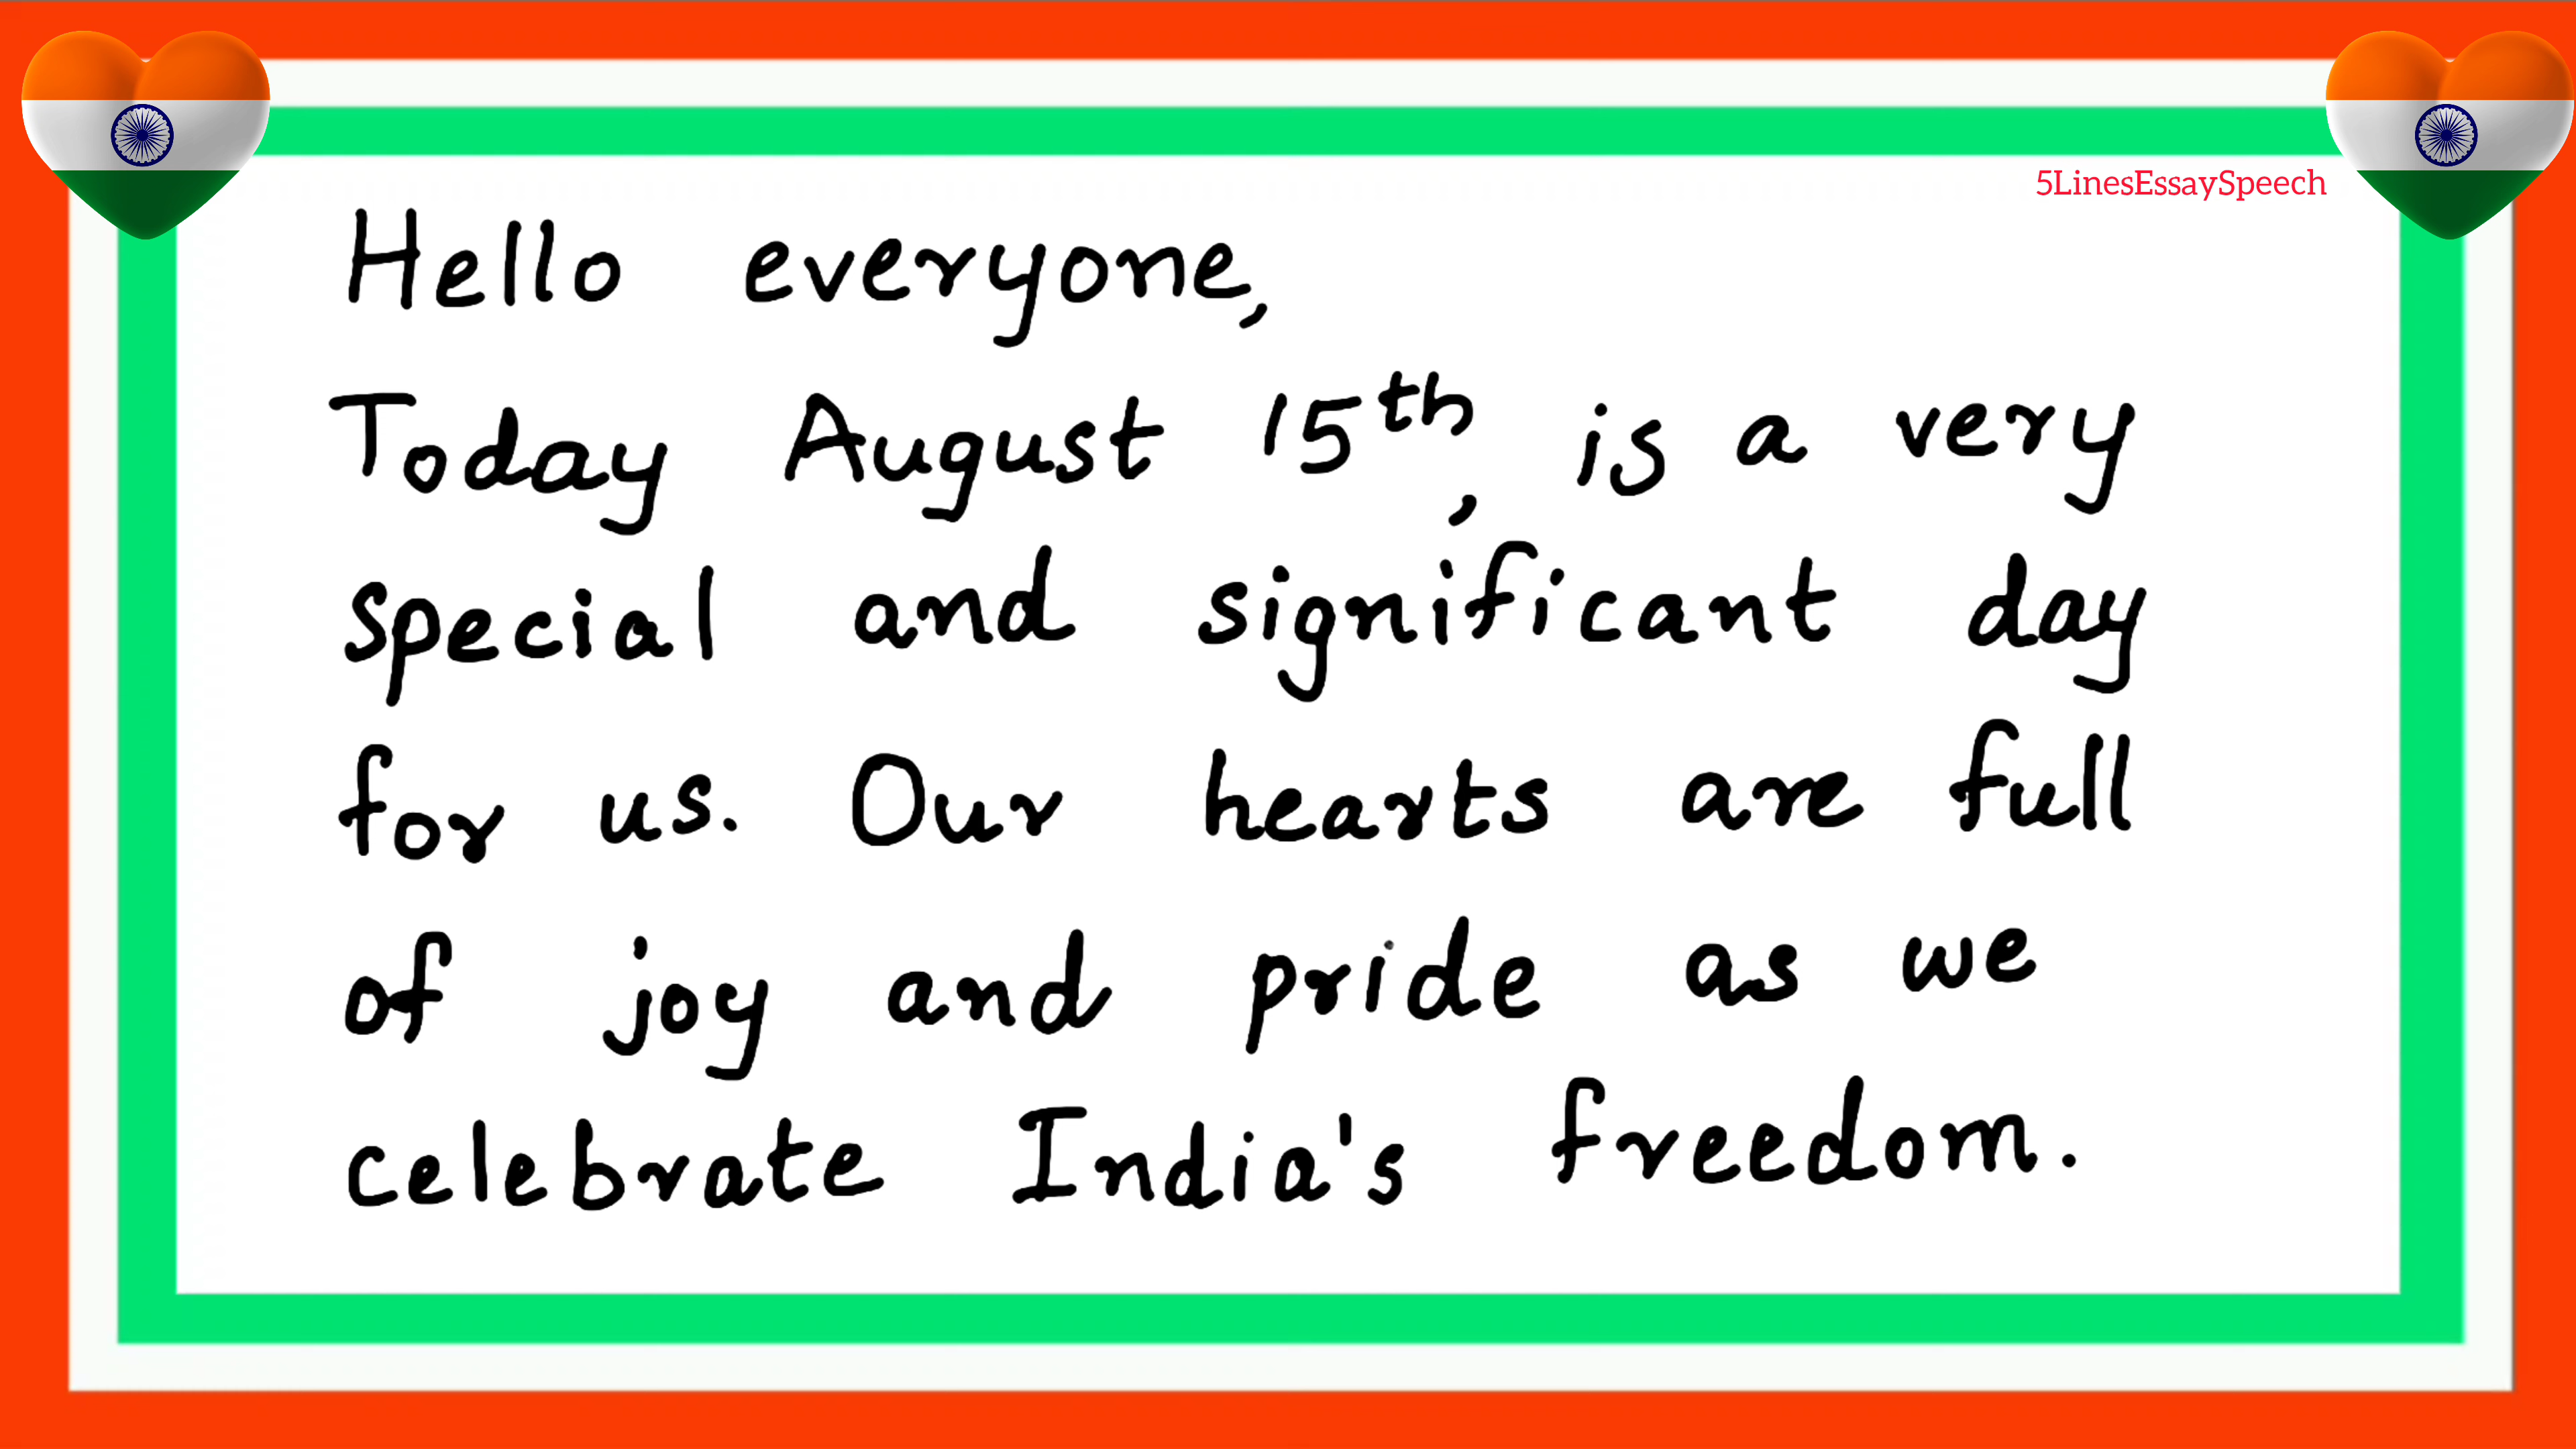 5LinesEssaySpeech
Hello everyone,
Today August 15th, is a very
special and significant day
for us. Our hearts are full
of joy and pride as we
celebrate India's freedom.